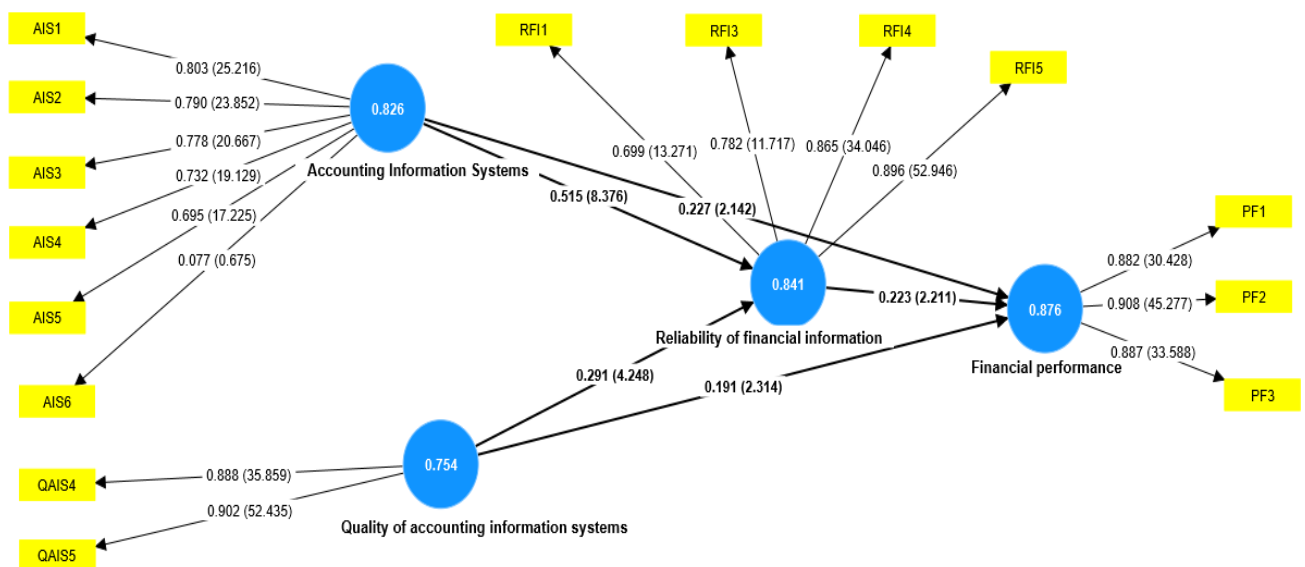 AIS1
RFI1
RFI3
RFI4
RFI5
0.803 (25.216)
AIS2
0.790 (23.852)
0.826
0.778 (20.667)
AIS3
0.732 (19.129)
Accounting Information Systems
0.699 (13.271)
0.782 (11.717)
0.865 (34.046)
0.896 (52.946)
0.695 (17.225)
AIS4
0.515 (8.376)
0.227 (2.142)
PF1
0.077 (0.675)
0.882 (30.428)
AIS5
0.841
0.223 (2.211)
0.876
0.908 (45.277)
PF2
Reliability of financial information
0.887 (33.588)
Financial performance
0.291 (4.248)
0.191 (2.314)
PF3
AIS6
0.754
QAIS4
0.888 (35.859)
0.902 (52.435)
Quality of accounting information systems
QAIS5